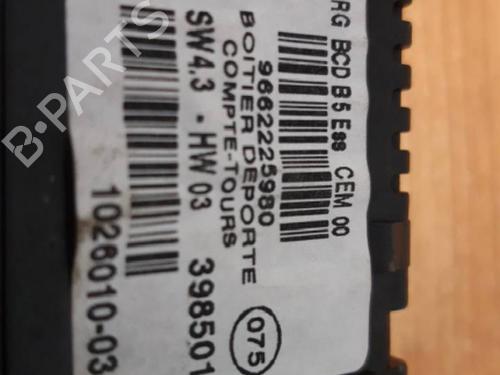 RG BCD B5 Ess CEM 00
9662225980
BOITIER DEPORTE
COMPTE-TOURS
SW4.3 - HW 03
398501
1026010-03
075
B-PARTS